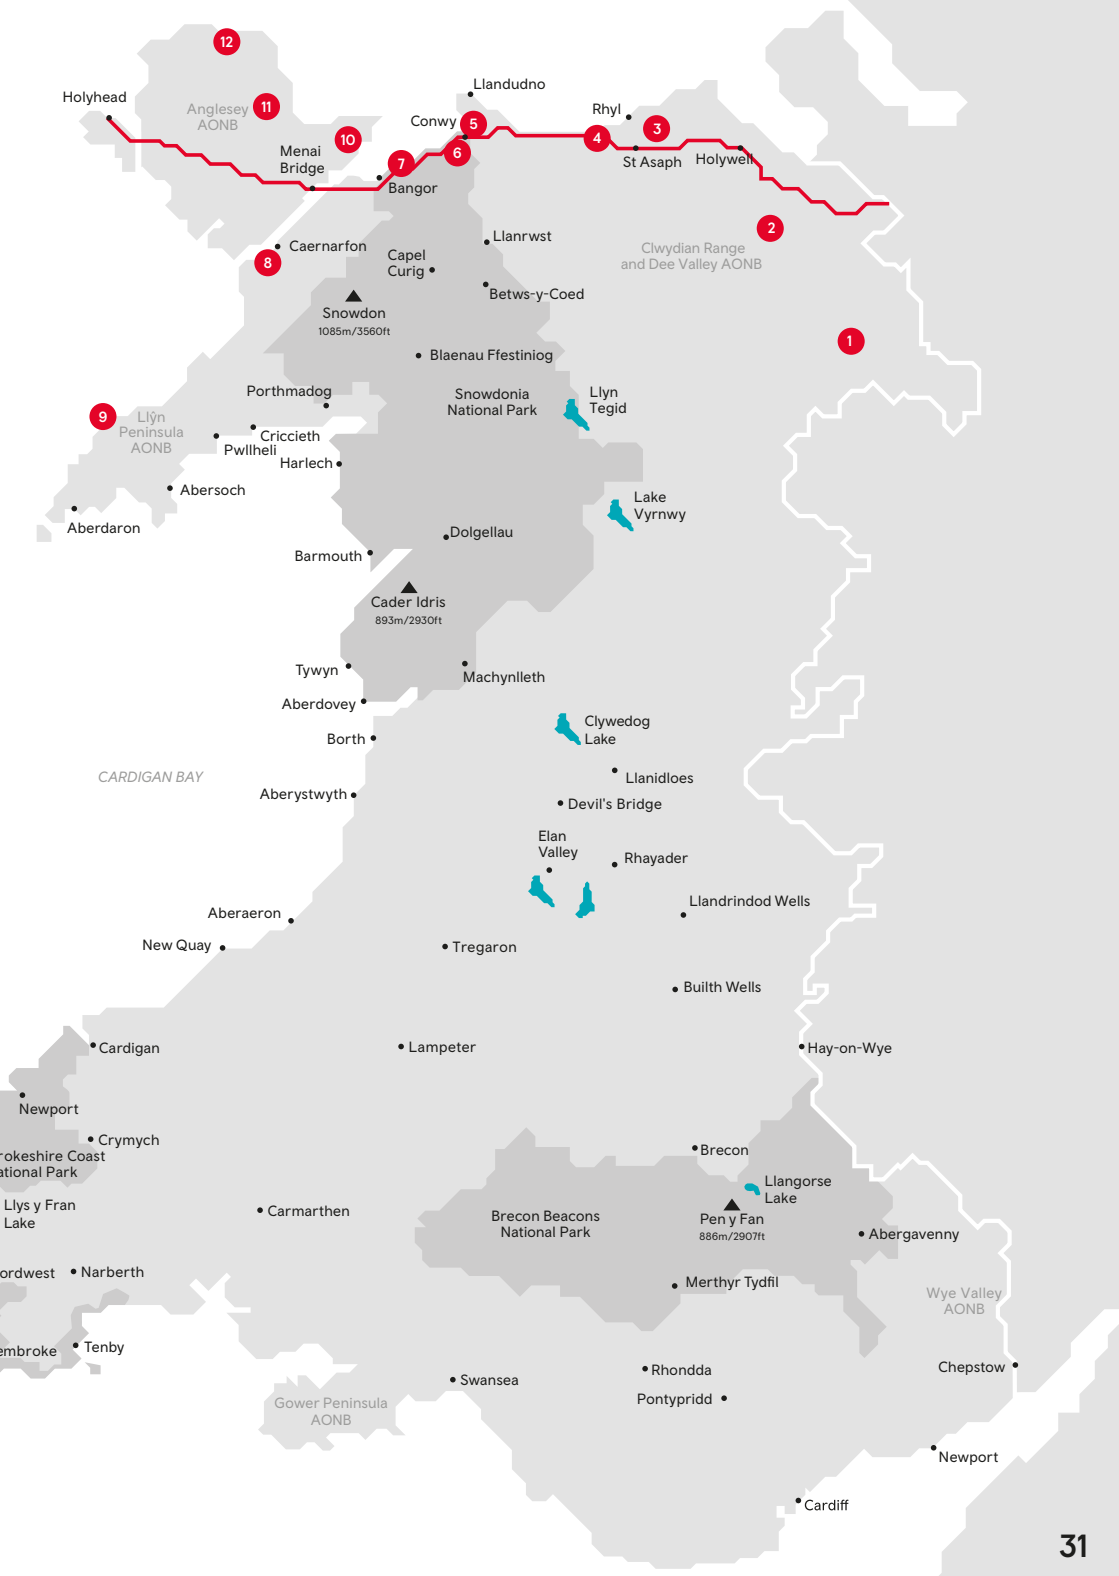 12
Holyhead
Anglesey
AONB
11
10
Menai
Bridge
Llandudno
Conwy
5
6
7
Bangor
Rhyl
4
3
St Asaph
Holywell
2
Clwydian Range
and Dee Valley AONB
1
8
Caernarfon
Capel
Curig
Llanrwst
Betws-y-Coed
Snowdon
1085m/3560ft
Blaenau Ffestiniog
Porthmadog
Snowdonia
National Park
Llyn
Tegid
9
Llŷn
Peninsula
AONB
Criccieth
Pwllheli
Harlech
Abersoch
Aberdaron
Lake
Vyrnwy
Dolgellau
Barmouth
Cader Idris
893m/2930ft
Tywyn
Machynlleth
Aberdovey
Borth
Clywedog
Lake
CARDIGAN BAY
Llanidloes
Aberystwyth
Devil's Bridge
Elan
Valley
Rhayader
Llandrindod Wells
Aberaeron
New Quay
Tregaron
Builth Wells
Cardigan
Lampeter
Hay-on-Wye
Newport
Crymych
rokeshire Coast
ational Park
Brecon
Llangorse
Lake
Llys y Fran
Lake
Carmarthen
Brecon Beacons
National Park
Pen y Fan
886m/2907ft
Abergavenny
ordwest
Narberth
Merthyr Tydfil
Wye Valley
AONB
embroke
Tenby
Rhondda
Chepstow
Swansea
Pontypridd
Gower Peninsula
AONB
Newport
Cardiff
31